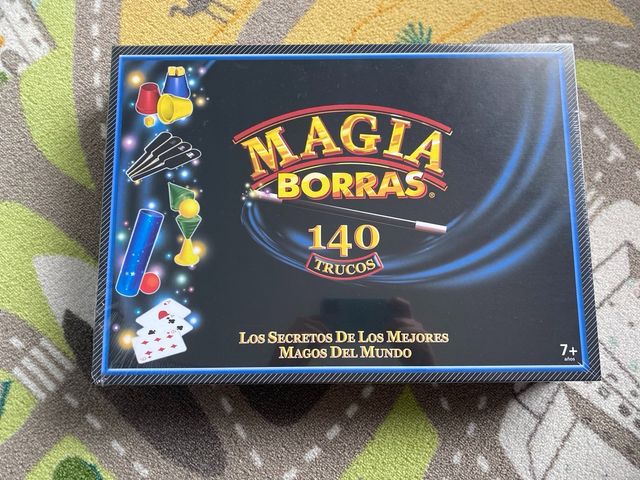 MAGIA
BORRAS®
140
TRUCOS
LOS SECRETOS DE LOS MEJORES
MAGOS DEL MUNDO
7+
años